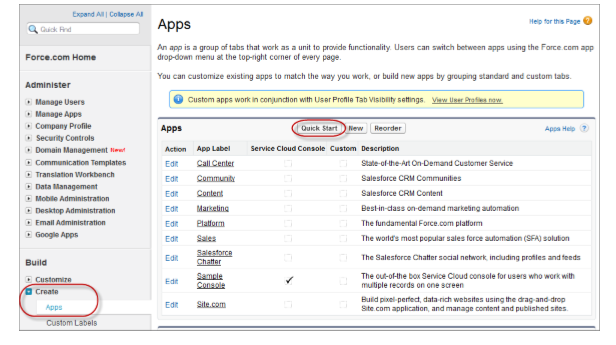 Expand All | Collapse All
Quick Find
Force.com Home
Administer
Manage Users
Manage Apps
Company Profile
Security Controls
Domain Management New!
Communication Templates
Translation Workbench
Data Management
Mobile Administration
Desktop Administration
Email Administration
Google Apps
Build
Customize
Create
Apps
Custom Labels
Apps
Help for this Page
An app is a group of tabs that work as a unit to provide functionality. Users can switch between apps using the Force.com app
drop-down menu at the top-right corner of every page.
You can customize existing apps to match the way you work, or build new apps by grouping standard and custom tabs.
Custom apps work in conjunction with User Profile Tab Visibility settings. View User Profiles now.
Apps Quick Start New Reorder Apps Help ?
Action App Label Service Cloud Console Custom Description
Edit Call Center State-of-the-Art On-Demand Customer Service
Edit Community Salesforce CRM Communities
Edit Content Salesforce CRM Content
Edit Marketing Best-in-class on-demand marketing automation
Edit Platform The fundamental Force.com platform
Edit Sales The world's most popular sales force automation (SFA) solution
Edit Salesforce Chatter The Salesforce Chatter social network, including profiles and feeds
Edit Sample Console ✓ The out-of-the box Service Cloud console for users who work with
multiple records on one screen
Edit Site.com Build pixel-perfect, data-rich websites using the drag-and-drop
Site.com application, and manage content and published sites.